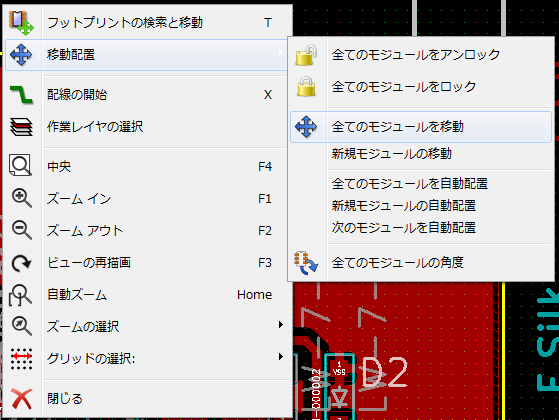 フットプリントの検索と移動 T
移動配置
配線の開始 X
作業レイヤの選択
中央 F4
ズーム イン F1
ズーム アウト F2
ビューの再描画 F3
自動ズーム Home
ズームの選択
グリッドの選択:
閉じる
全てのモジュールをアンロック
全てのモジュールをロック
全てのモジュールを移動
新規モジュールの移動
全てのモジュールを自動配置
新規モジュールの自動配置
次のモジュールを自動配置
全てのモジュールの角度
1
VSS
D2
-000002
F.Silk